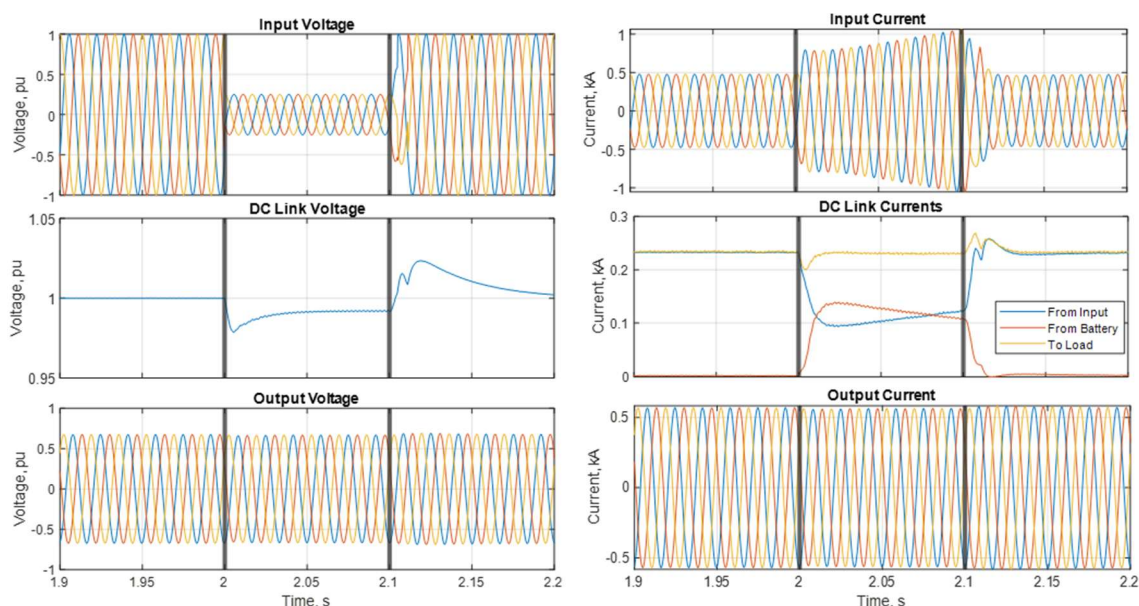 Input Voltage
Voltage, pu
1
0.5
0
-0.5
-1
DC Link Voltage
Voltage, pu
1.05
1
0.95
Output Voltage
Voltage, pu
1
0.5
0
-0.5
-1
1.9
1.95
2
2.05
2.1
2.15
2.2
Time, s
Input Current
Current, kA
1
0.5
0
-0.5
-1
DC Link Currents
Current, kA
0.3
0.2
0.1
0
From Input
From Battery
To Load
Output Current
Current, kA
0.5
0
-0.5
1.9
1.95
2
2.05
2.1
2.15
2.2
Time, s